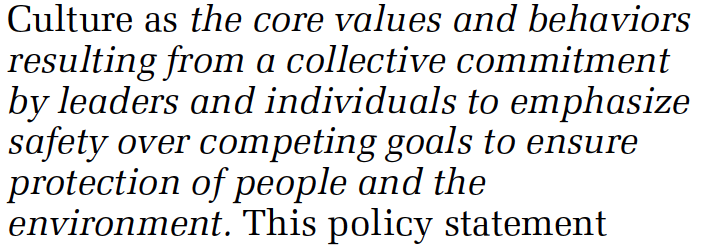 Culture as the core values and behaviors
resulting from a collective commitment
by leaders and individuals to emphasize
safety over competing goals to ensure
protection of people and the
environment. This policy statement